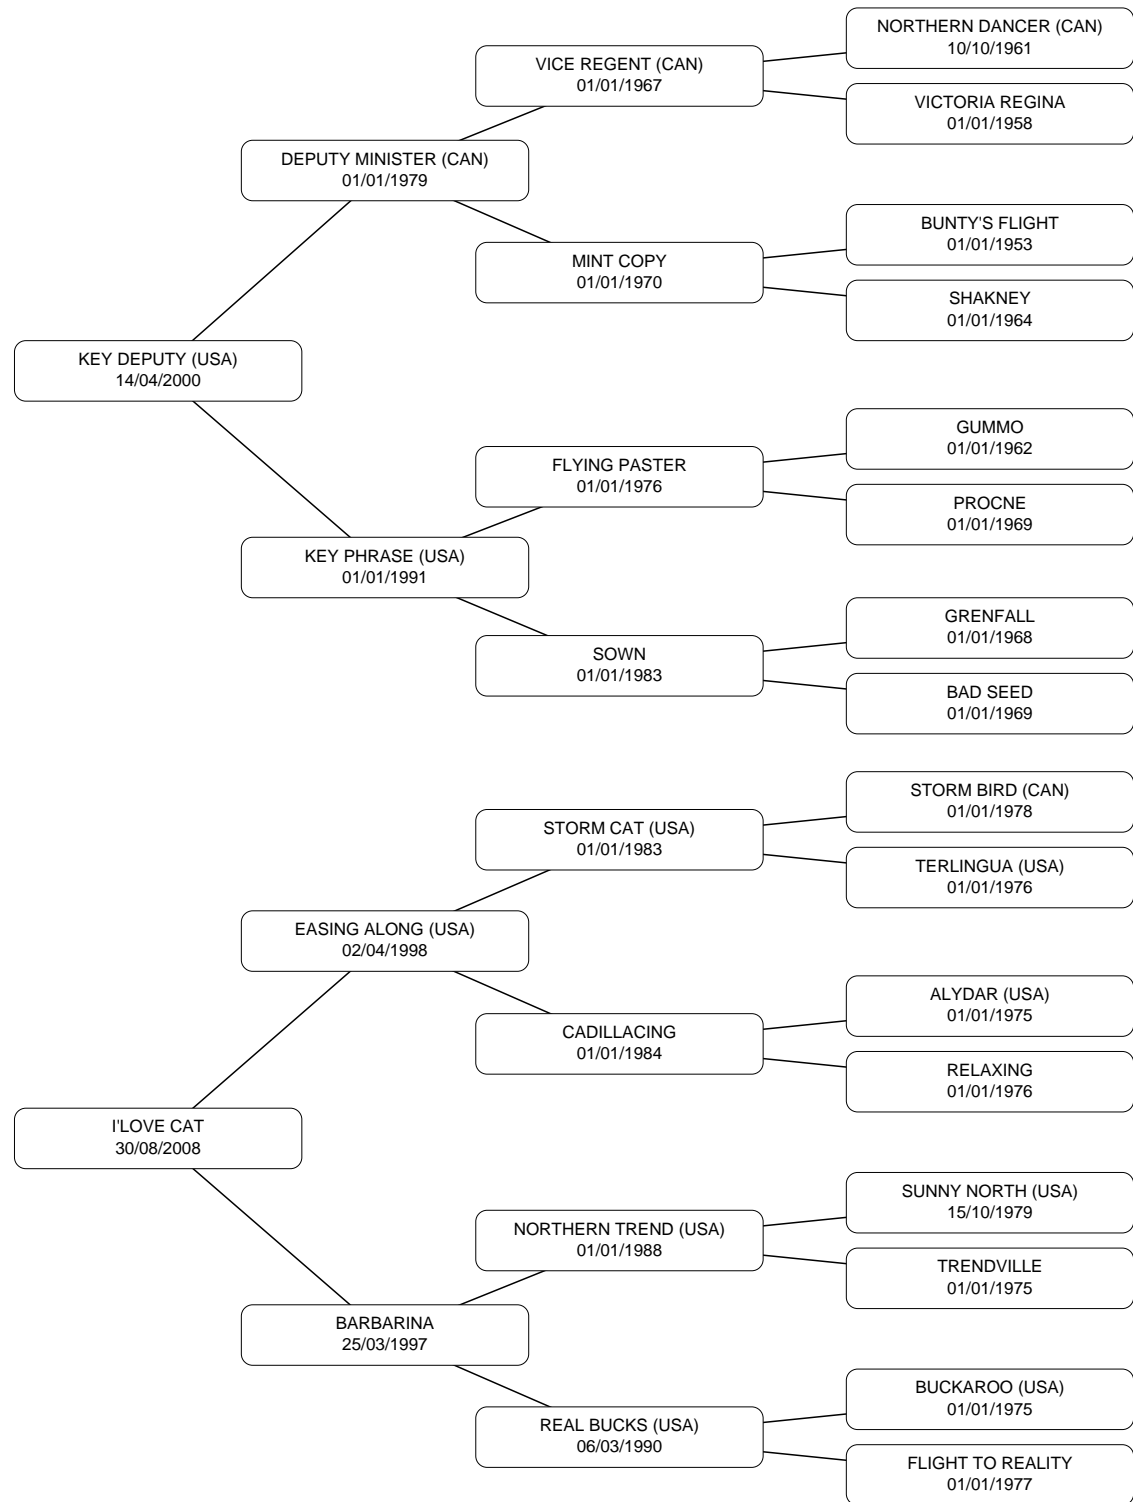 NORTHERN DANCER (CAN)
10/10/1961
VICE REGENT (CAN)
01/01/1967
VICTORIA REGINA
01/01/1958
DEPUTY MINISTER (CAN)
01/01/1979
BUNTY'S FLIGHT
01/01/1953
MINT COPY
01/01/1970
SHAKNEY
01/01/1964
KEY DEPUTY (USA)
14/04/2000
GUMMO
01/01/1962
FLYING PASTER
01/01/1976
PROCNE
01/01/1969
KEY PHRASE (USA)
01/01/1991
GRENFALL
01/01/1968
SOWN
01/01/1983
BAD SEED
01/01/1969
STORM BIRD (CAN)
01/01/1978
STORM CAT (USA)
01/01/1983
TERLINGUA (USA)
01/01/1976
EASING ALONG (USA)
02/04/1998
ALYDAR (USA)
01/01/1975
CADILLACING
01/01/1984
RELAXING
01/01/1976
I'LOVE CAT
30/08/2008
SUNNY NORTH (USA)
15/10/1979
NORTHERN TREND (USA)
01/01/1988
TRENDVILLE
01/01/1975
BARBARINA
25/03/1997
BUCKAROO (USA)
01/01/1975
REAL BUCKS (USA)
06/03/1990
FLIGHT TO REALITY
01/01/1977